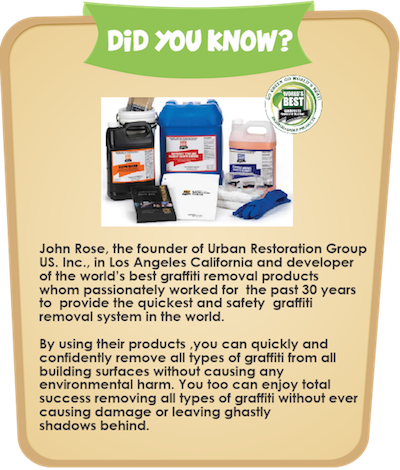 DiD YOU KNOW?
WORLD'S
BEST
John Rose, the founder of Urban Restoration Group
US. Inc., in Los Angeles California and developer
of the world's best graffiti removal products
whom passionately worked for the past 30 years
to provide the quickest and safety graffiti
removal system in the world.
By using their products ,you can quickly and
confidently remove all types of graffiti from all
building surfaces without causing any
environmental harm. You too can enjoy total
success removing all types of graffiti without ever
causing damage or leaving ghastly
shadows behind.